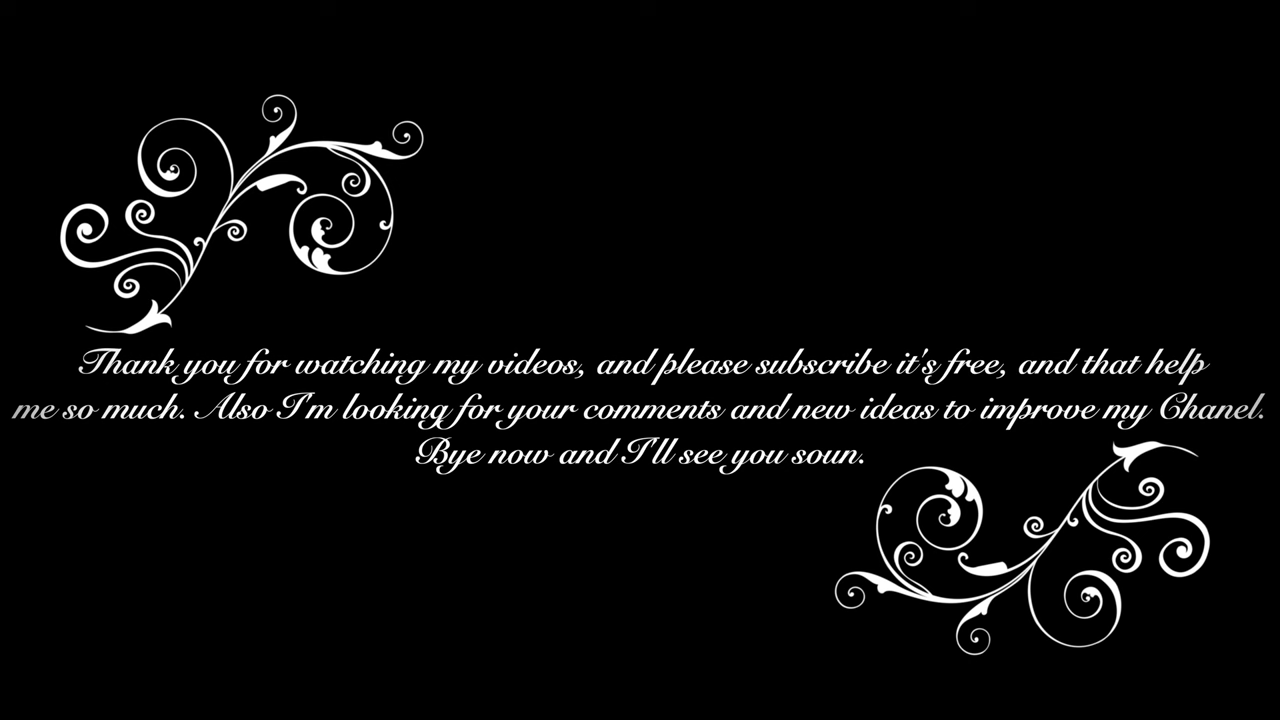 Thank you for watching my videos, and please subscribe it's free, and that help
me so much. Also I'm looking for your comments and new ideas to improve my Chanel.
Bye now and I'll see you soun.